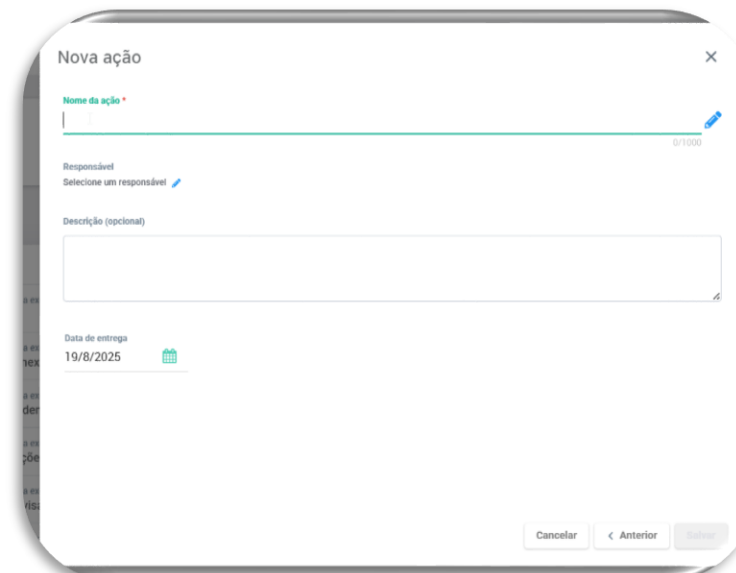 Nova ação
Nome da ação *
0/1000
Responsável
Selecione um responsável
Descrição (opcional)
Data de entrega
19/8/2025
Cancelar
Anterior
Salvar